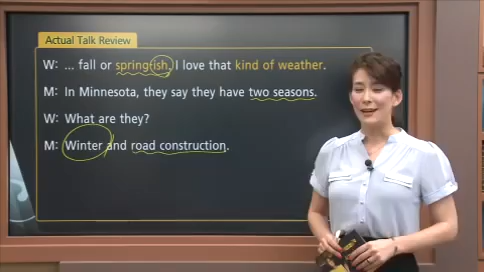 Actual Talk Review
W: ... fall or springish, I love that kind of weather.
M: In Minnesota, they say they have two seasons.
W: What are they?
M: Winter and road construction.